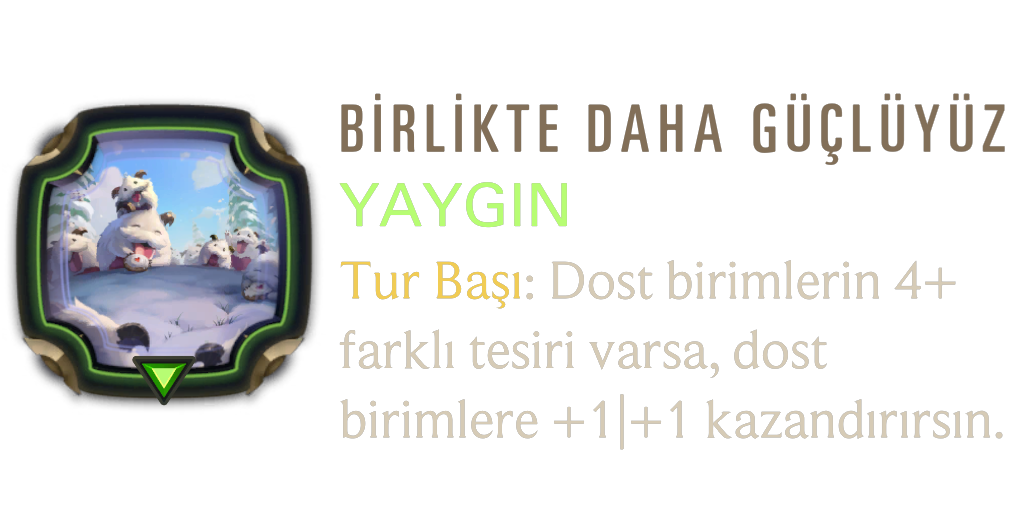 BİRLİKTE DAHA GÜÇLÜYÜZ
YAYGIN
Tur Başı: Dost birimlerin 4+
farklı tesiri varsa, dost
birimlere +1|+1 kazandırırsın.